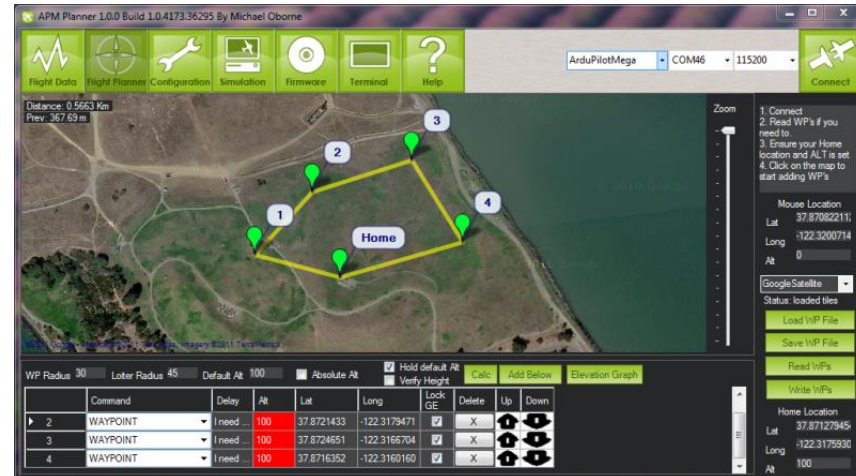 APM Planner 1.0.0 Build 1.0.4173.36295 By Michael Oborne
Flight Data
Flight Planner
Configuration
Simulation
Firmware
Terminal
Help
ArduPilotMega
COM46
115200
Connect
Distance: 0.5663 Km
Prev: 367.69 m
1
2
3
4
Home
Zoom
1. Connect
2. Read WP's if you
need to.
3. Ensure your Home
location and ALT is set
4. Click on the map to
start adding WP's
Mouse Location
Lat 37.87082211
Long -122.3200714
Alt 0
GoogleSatellite
Status: loaded tiles
Load WP File
Save WP File
Read WPs
Write WPs
Home Location
Lat 37.87127945
Long -122.3175930
Alt 100
WP Radius 30 Loiter Radius 45 Default Alt 100 Absolute Alt Hold default Alt
Verify Height
Calc Add Below Elevation Graph
Command Delay Alt Lat Long Lock GE Delete Up Down
2 WAYPOINT I need ... 100 37.8721433 -122.3179471 X
3 WAYPOINT I need ... 100 37.8724651 -122.3166704 X
4 WAYPOINT I need ... 100 37.8716352 -122.3160160 X